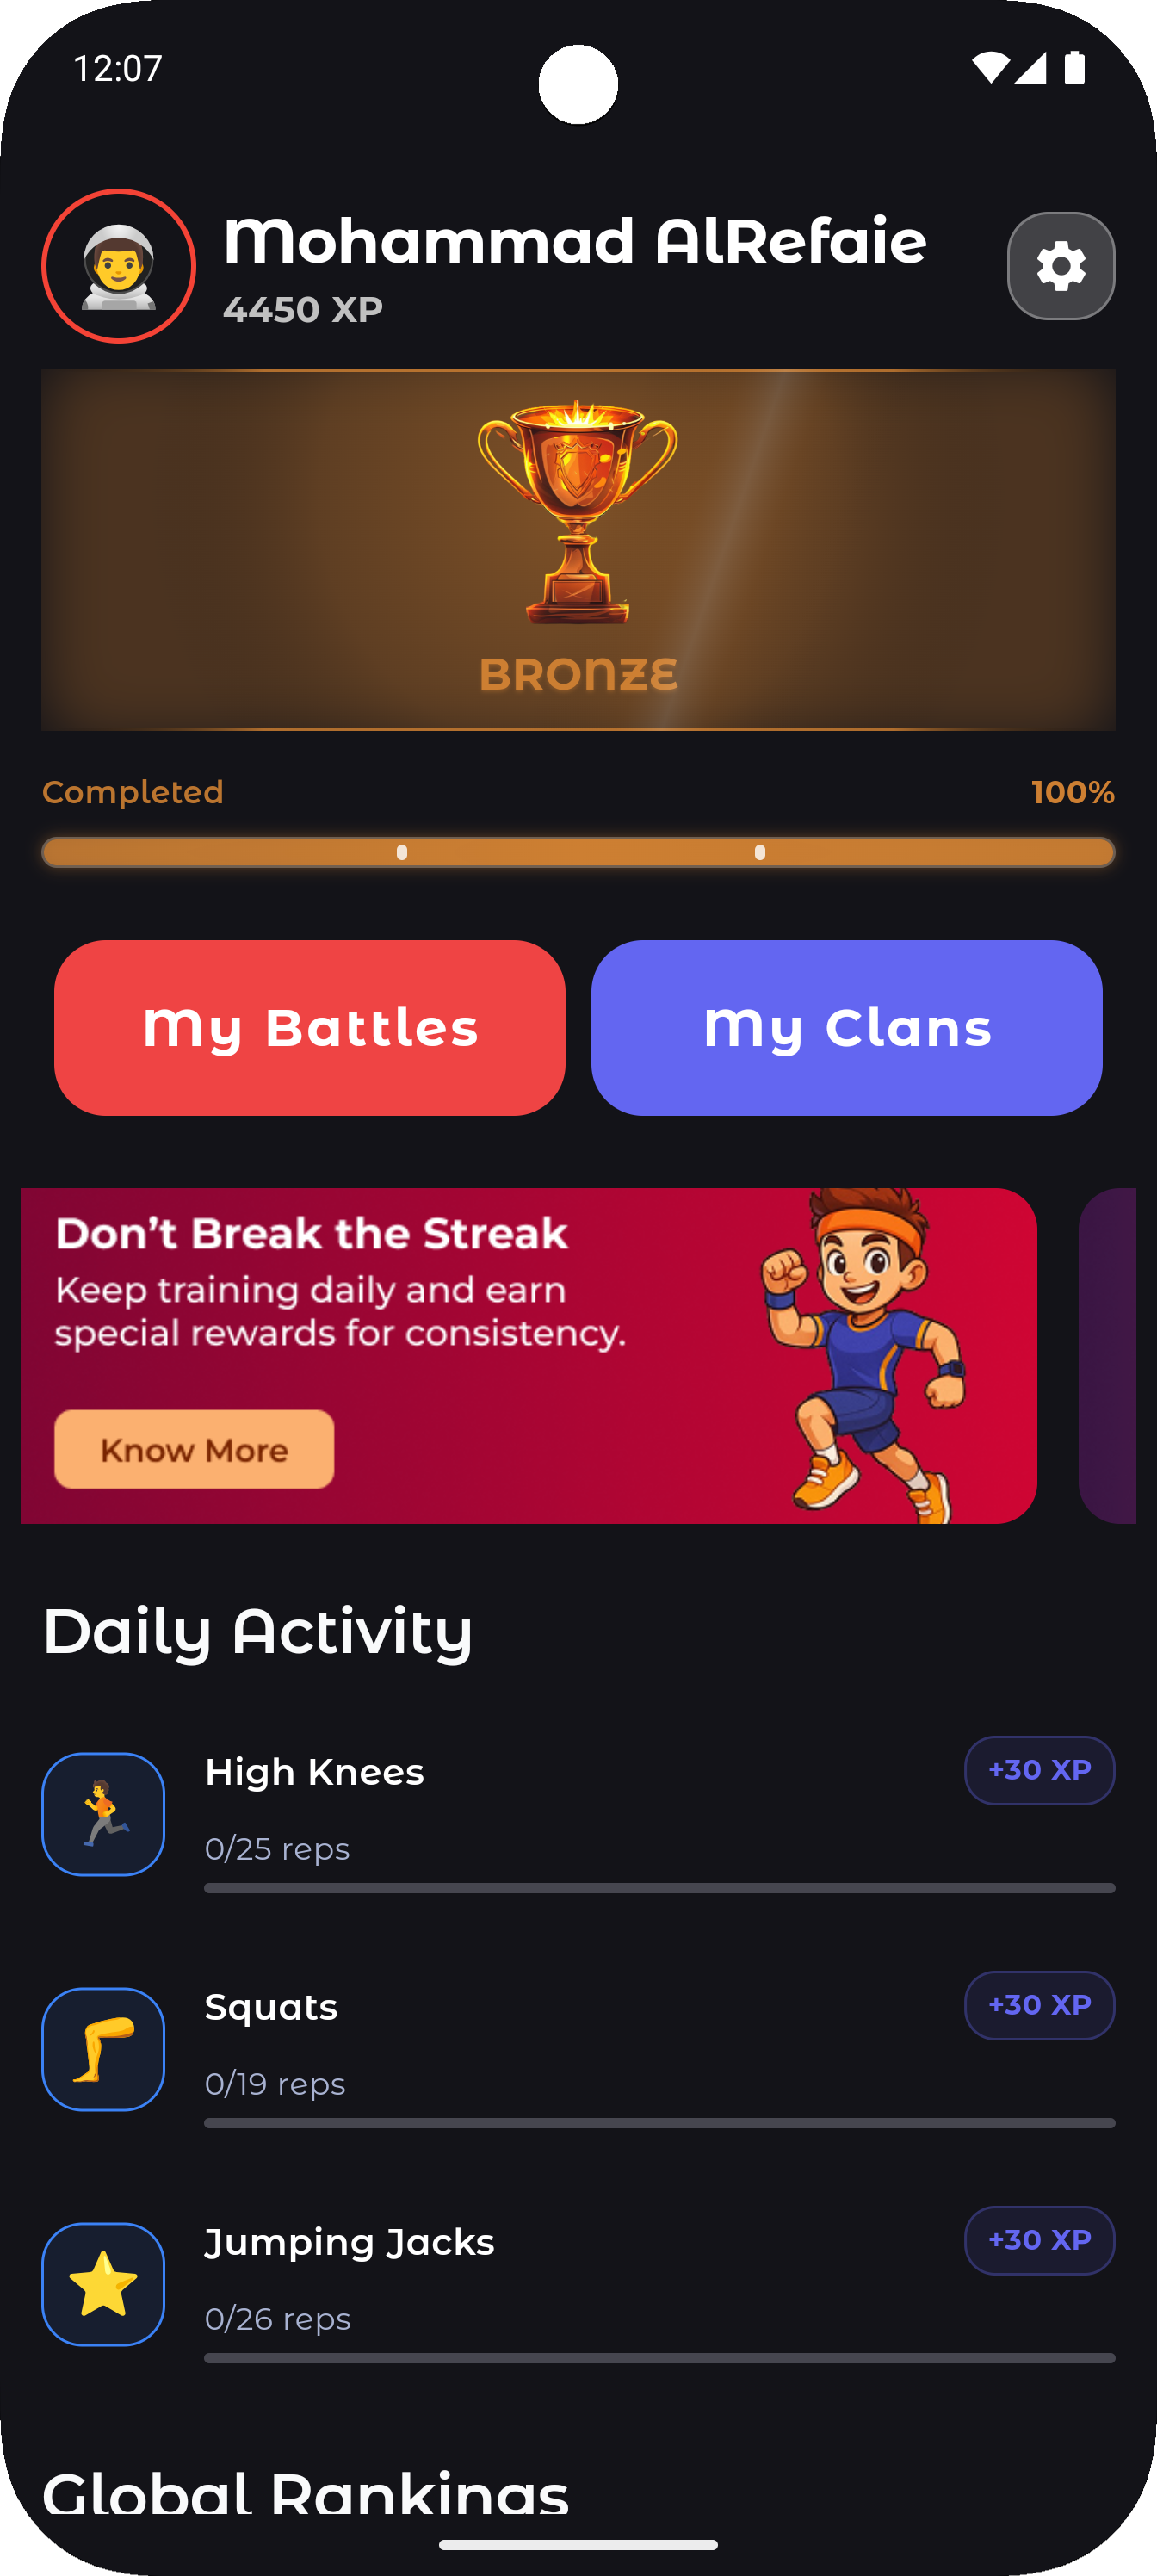 12:07
Mohammad AlRefaie
4450 XP
BRONZE
Completed
100%
My Battles
My Clans
Don't Break the Streak
Keep training daily and earn
special rewards for consistency.
Know More
Daily Activity
High Knees
+30 XP
0/25 reps
Squats
+30 XP
0/19 reps
Jumping Jacks
+30 XP
0/26 reps
Global Rankings